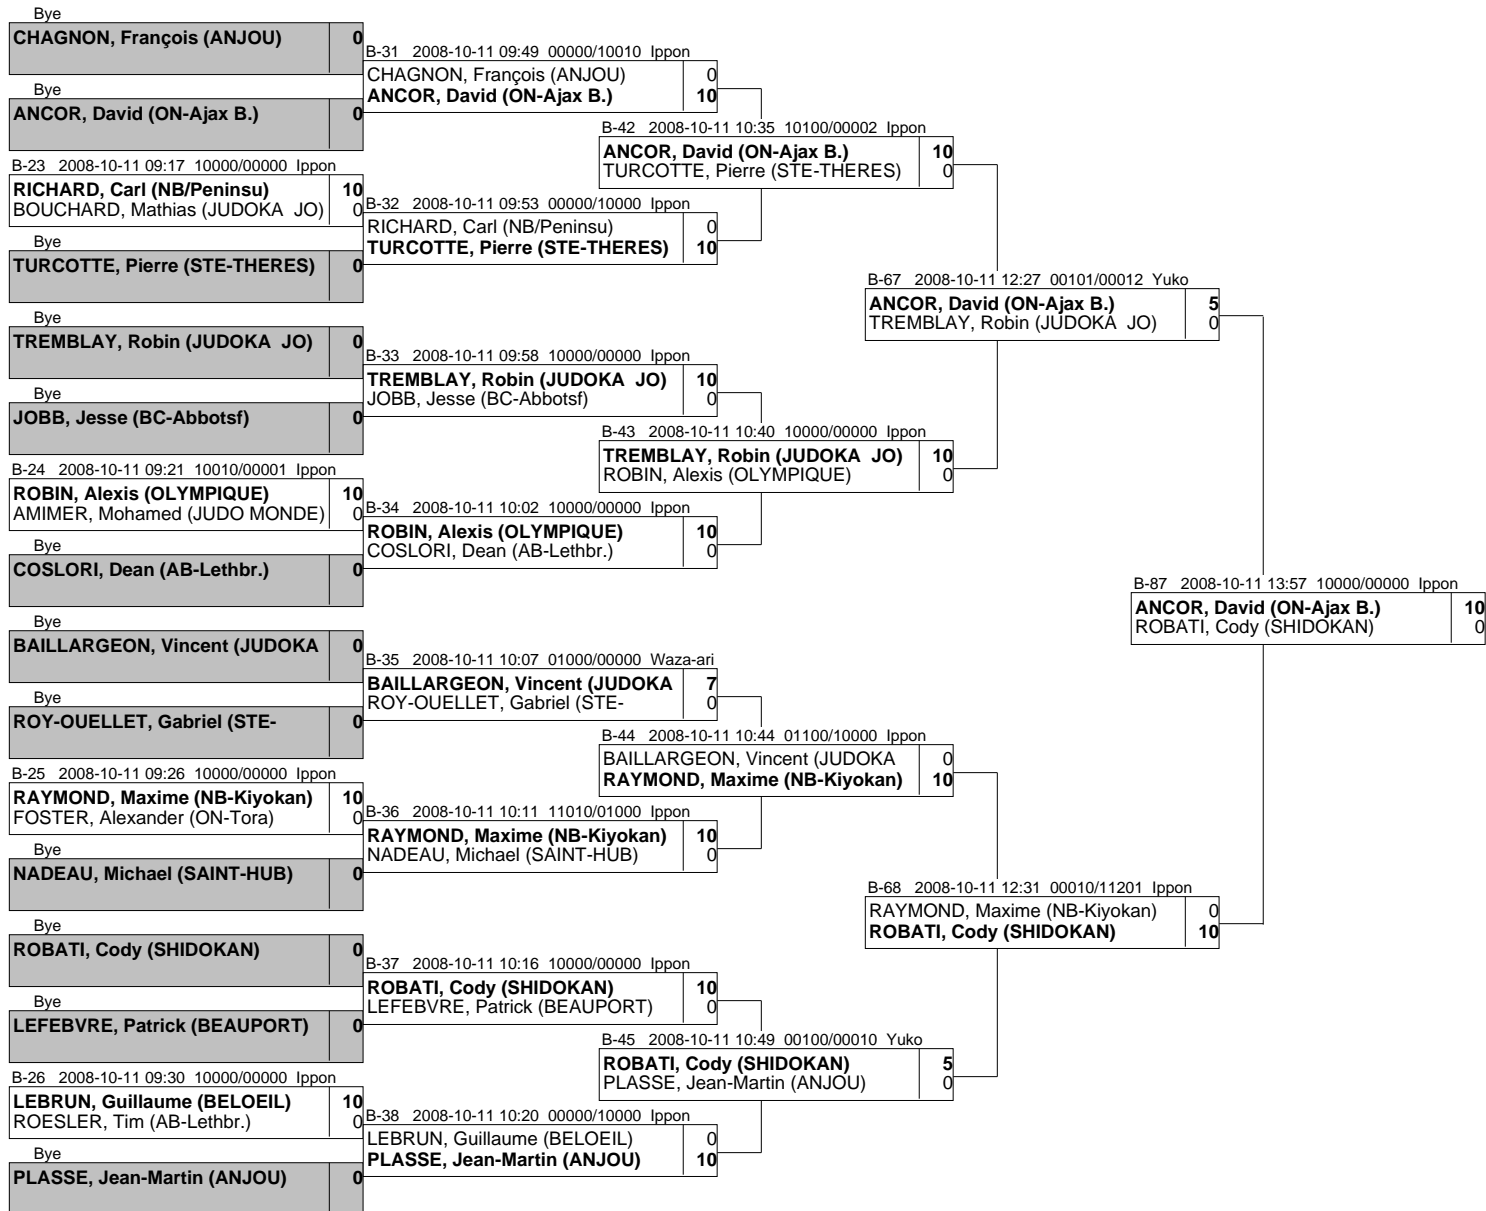 Bye
CHAGNON, François (ANJOU) 0
Bye
ANCOR, David (ON-Ajax B.) 0
B-23 2008-10-11 09:17 10000/00000 Ippon
RICHARD, Carl (NB/Peninsu) 10
BOUCHARD, Mathias (JUDOKA JO) 0
Bye
TURCOTTE, Pierre (STE-THERES) 0
Bye
TREMBLAY, Robin (JUDOKA JO) 0
Bye
JOBB, Jesse (BC-Abbotsf) 0
B-24 2008-10-11 09:21 10010/00001 Ippon
ROBIN, Alexis (OLYMPIQUE) 10
AMIMER, Mohamed (JUDO MONDE) 0
Bye
COSLORI, Dean (AB-Lethbr.) 0
Bye
BAILLARGEON, Vincent (JUDOKA 0
Bye
ROY-OUELLET, Gabriel (STE- 0
B-25 2008-10-11 09:26 10000/00000 Ippon
RAYMOND, Maxime (NB-Kiyokan) 10
FOSTER, Alexander (ON-Tora) 0
Bye
NADEAU, Michael (SAINT-HUB) 0
Bye
ROBATI, Cody (SHIDOKAN) 0
Bye
LEFEBVRE, Patrick (BEAUPORT) 0
B-26 2008-10-11 09:30 10000/00000 Ippon
LEBRUN, Guillaume (BELOEIL) 10
ROESLER, Tim (AB-Lethbr.) 0
Bye
PLASSE, Jean-Martin (ANJOU) 0
B-31 2008-10-11 09:49 00000/10010 Ippon
CHAGNON, François (ANJOU) 0
ANCOR, David (ON-Ajax B.) 10
B-32 2008-10-11 09:53 00000/10000 Ippon
RICHARD, Carl (NB/Peninsu) 0
TURCOTTE, Pierre (STE-THERES) 10
B-33 2008-10-11 09:58 10000/00000 Ippon
TREMBLAY, Robin (JUDOKA JO) 10
JOBB, Jesse (BC-Abbotsf) 0
B-34 2008-10-11 10:02 10000/00000 Ippon
ROBIN, Alexis (OLYMPIQUE) 10
COSLORI, Dean (AB-Lethbr.) 0
B-35 2008-10-11 10:07 01000/00000 Waza-ari
BAILLARGEON, Vincent (JUDOKA 7
ROY-OUELLET, Gabriel (STE- 0
B-36 2008-10-11 10:11 11010/01000 Ippon
RAYMOND, Maxime (NB-Kiyokan) 10
NADEAU, Michael (SAINT-HUB) 0
B-37 2008-10-11 10:16 10000/00000 Ippon
ROBATI, Cody (SHIDOKAN) 10
LEFEBVRE, Patrick (BEAUPORT) 0
B-38 2008-10-11 10:20 00000/10000 Ippon
LEBRUN, Guillaume (BELOEIL) 0
PLASSE, Jean-Martin (ANJOU) 10
B-42 2008-10-11 10:35 10100/00002 Ippon
ANCOR, David (ON-Ajax B.) 10
TURCOTTE, Pierre (STE-THERES) 0
B-43 2008-10-11 10:40 10000/00000 Ippon
TREMBLAY, Robin (JUDOKA JO) 10
ROBIN, Alexis (OLYMPIQUE) 0
B-44 2008-10-11 10:44 01100/10000 Ippon
BAILLARGEON, Vincent (JUDOKA 0
RAYMOND, Maxime (NB-Kiyokan) 10
B-45 2008-10-11 10:49 00100/00010 Yuko
ROBATI, Cody (SHIDOKAN) 5
PLASSE, Jean-Martin (ANJOU) 0
B-67 2008-10-11 12:27 00101/00012 Yuko
ANCOR, David (ON-Ajax B.) 5
TREMBLAY, Robin (JUDOKA JO) 0
B-68 2008-10-11 12:31 00010/11201 Ippon
RAYMOND, Maxime (NB-Kiyokan) 0
ROBATI, Cody (SHIDOKAN) 10
B-87 2008-10-11 13:57 10000/00000 Ippon
ANCOR, David (ON-Ajax B.) 10
ROBATI, Cody (SHIDOKAN) 0